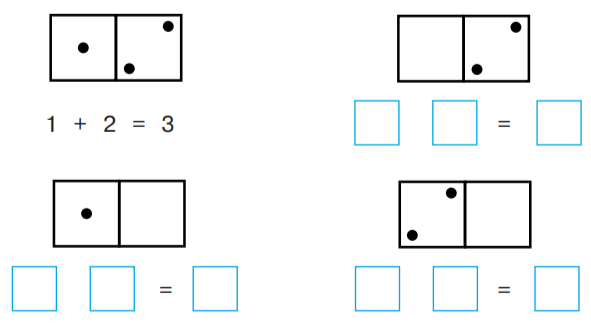 1 + 2 = 3
=
=
=